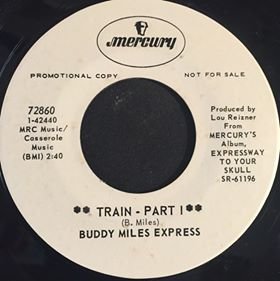 mercury
PROMOTIONAL COPY
NOT FOR SALE
72860
1-42440
MRC Music/
Casserole
Music
(BMI) 2:40
Produced by
Lou Reizner
From
MERCURY'S
Album,
EXPRESSWAY
TO YOUR
SKULL
SR-61196
** TRAIN - PART I **
(B. Miles)
BUDDY MILES EXPRESS